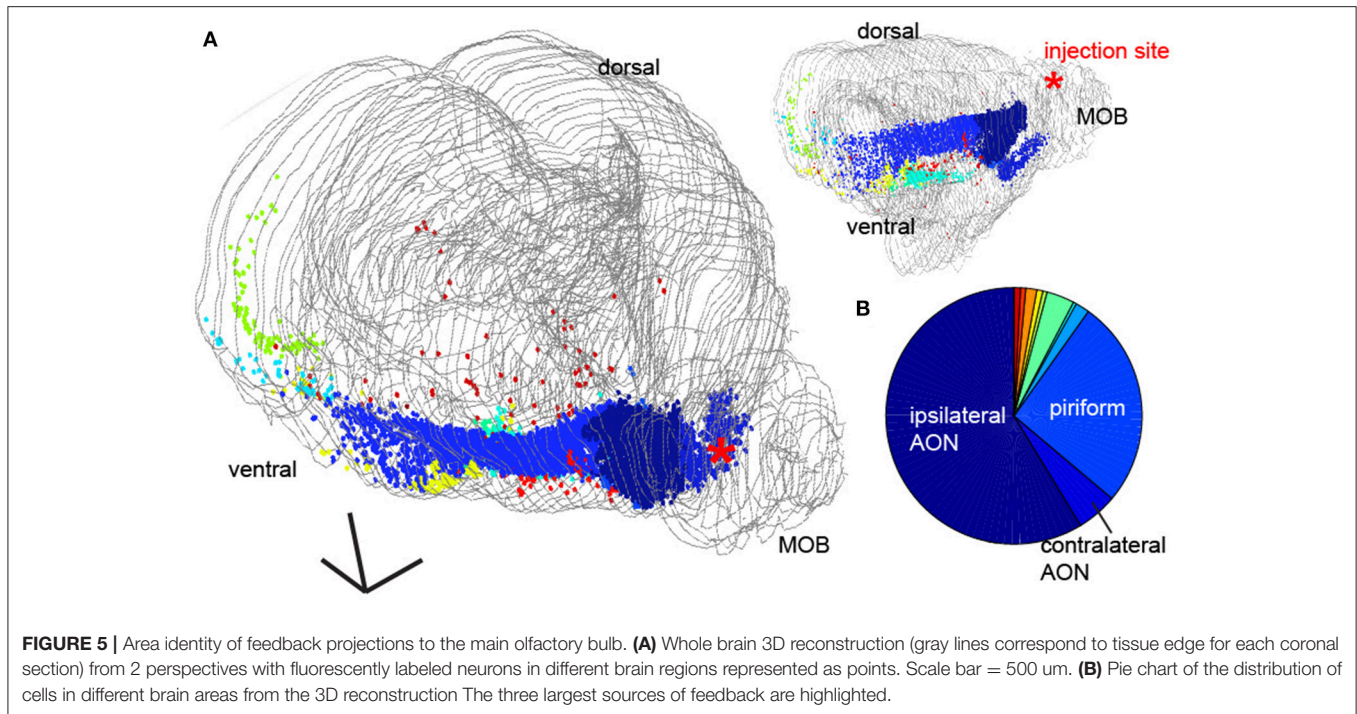 A
dorsal
ventral
MOB
dorsal
injection site
*
MOB
ventral
B
ipsilateral
AON
piriform
contralateral
AON
*
FIGURE 5 | Area identity of feedback projections to the main olfactory bulb. (A) Whole brain 3D reconstruction (gray lines correspond to tissue edge for each coronal
section) from 2 perspectives with fluorescently labeled neurons in different brain regions represented as points. Scale bar = 500 um. (B) Pie chart of the distribution of
cells in different brain areas from the 3D reconstruction The three largest sources of feedback are highlighted.